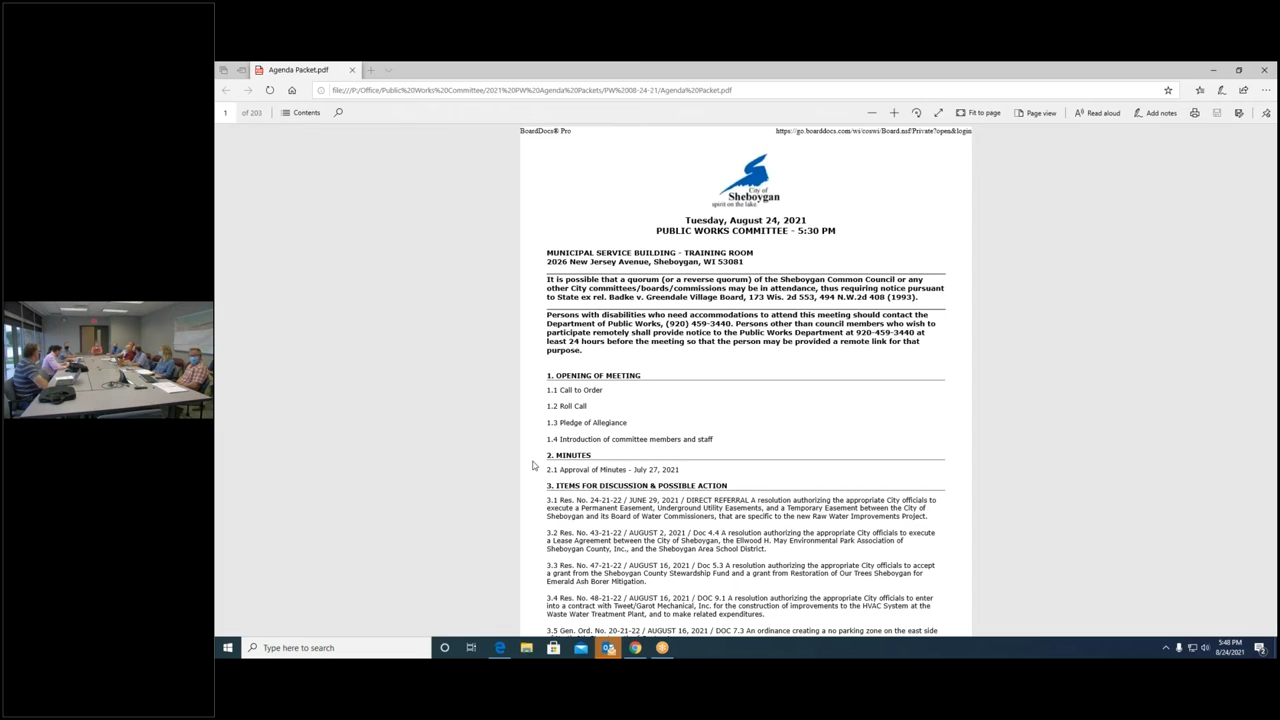 Agenda Packet.pdf
file:///P:/Office/Public%20Works%20Committee/2021%20PW%20Agenda%20Packets/PW%2008-24-21/Agenda%20Packet.pdf
1 of 203 Contents Fit to page Page view Read aloud Add notes
BoardDocs® Pro https://go.boarddocs.com/wi/coswi/Board.nsf/Private?open&login
City of
Sheboygan
spirit on the lake
Tuesday, August 24, 2021
PUBLIC WORKS COMMITTEE - 5:30 PM
MUNICIPAL SERVICE BUILDING - TRAINING ROOM
2026 New Jersey Avenue, Sheboygan, WI 53081
It is possible that a quorum (or a reverse quorum) of the Sheboygan Common Council or any
other City committees/boards/commissions may be in attendance, thus requiring notice pursuant
to State ex rel. Badke v. Greendale Village Board, 173 Wis. 2d 553, 494 N.W.2d 408 (1993).
Persons with disabilities who need accommodations to attend this meeting should contact the
Department of Public Works, (920) 459-3440. Persons other than council members who wish to
participate remotely shall provide notice to the Public Works Department at 920-459-3440 at
least 24 hours before the meeting so that the person may be provided a remote link for that
purpose.
1. OPENING OF MEETING
1.1 Call to Order
1.2 Roll Call
1.3 Pledge of Allegiance
1.4 Introduction of committee members and staff
2. MINUTES
2.1 Approval of Minutes - July 27, 2021
3. ITEMS FOR DISCUSSION & POSSIBLE ACTION
3.1 Res. No. 24-21-22 / JUNE 29, 2021 / DIRECT REFERRAL A resolution authorizing the appropriate City officials to
execute a Permanent Easement, Underground Utility Easements, and a Temporary Easement between the City of
Sheboygan and its Board of Water Commissioners, that are specific to the new Raw Water Improvements Project.
3.2 Res. No. 43-21-22 / AUGUST 2, 2021 / Doc 4.4 A resolution authorizing the appropriate City officials to execute
a Lease Agreement between the City of Sheboygan, the Ellwood H. May Environmental Park Association of
Sheboygan County, Inc., and the Sheboygan Area School District.
3.3 Res. No. 47-21-22 / AUGUST 16, 2021 / Doc 5.3 A resolution authorizing the appropriate City officials to accept
a grant from the Sheboygan County Stewardship Fund and a grant from Restoration of Our Trees Sheboygan for
Emerald Ash Borer Mitigation.
3.4 Res. No. 48-21-22 / AUGUST 16, 2021 / DOC 9.1 A resolution authorizing the appropriate City officials to enter
into a contract with Tweet/Garot Mechanical, Inc. for the construction of improvements to the HVAC System at the
Waste Water Treatment Plant, and to make related expenditures.
3.5 Gen. Ord. No. 20-21-22 / AUGUST 16, 2021 / DOC 7.3 An ordinance creating a no parking zone on the east side
Type here to search
5:48 PM
8/24/2021